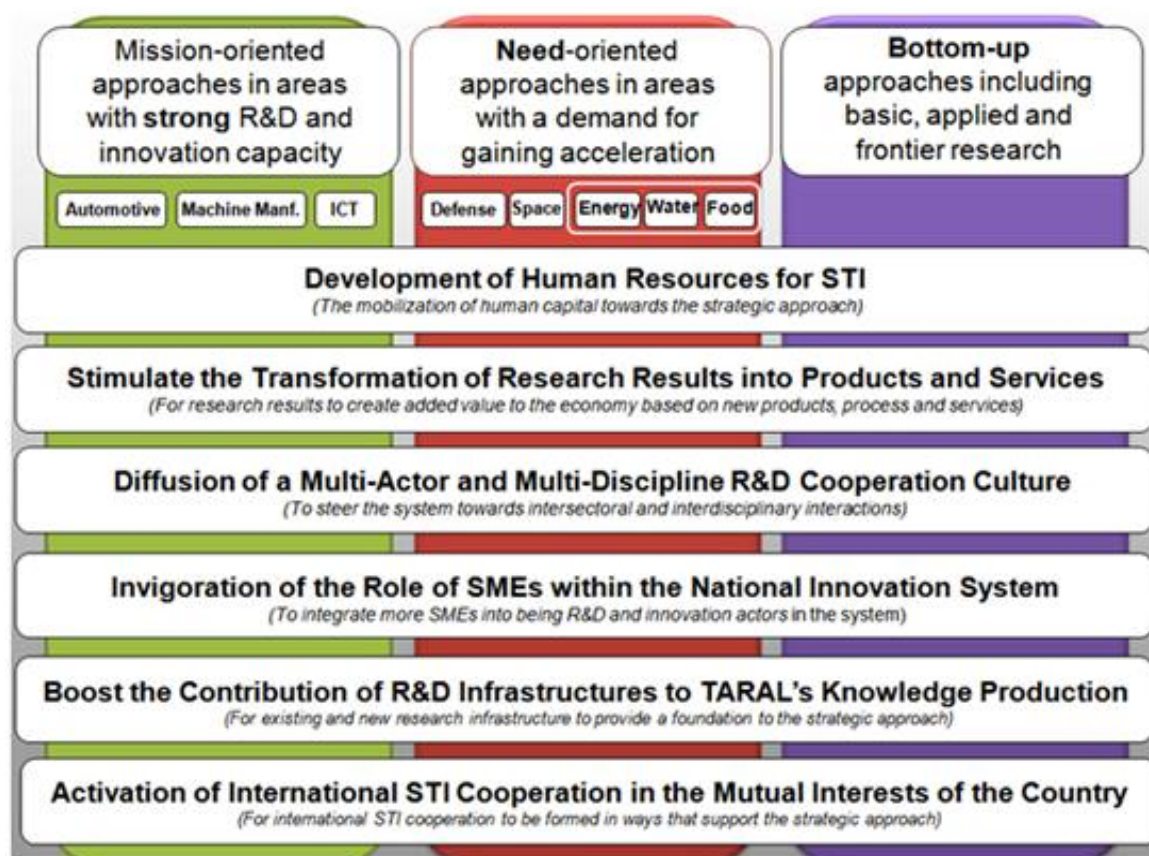 Mission-oriented
approaches in areas
with strong R&D and
innovation capacity
Need-oriented
approaches in areas
with a demand for
gaining acceleration
Bottom-up
approaches including
basic, applied and
frontier research
Automotive
Machine Manf.
ICT
Defense
Space
Energy
Water
Food
Development of Human Resources for STI
(The mobilization of human capital towards the strategic approach)
Stimulate the Transformation of Research Results into Products and Services
(For research results to create added value to the economy based on new products, process and services)
Diffusion of a Multi-Actor and Multi-Discipline R&D Cooperation Culture
(To steer the system towards intersectoral and interdisciplinary interactions)
Invigoration of the Role of SMEs within the National Innovation System
(To integrate more SMEs into being R&D and innovation actors in the system)
Boost the Contribution of R&D Infrastructures to TARAL's Knowledge Production
(For existing and new research infrastructure to provide a foundation to the strategic approach)
Activation of International STI Cooperation in the Mutual Interests of the Country
(For international STI cooperation to be formed in ways that support the strategic approach)